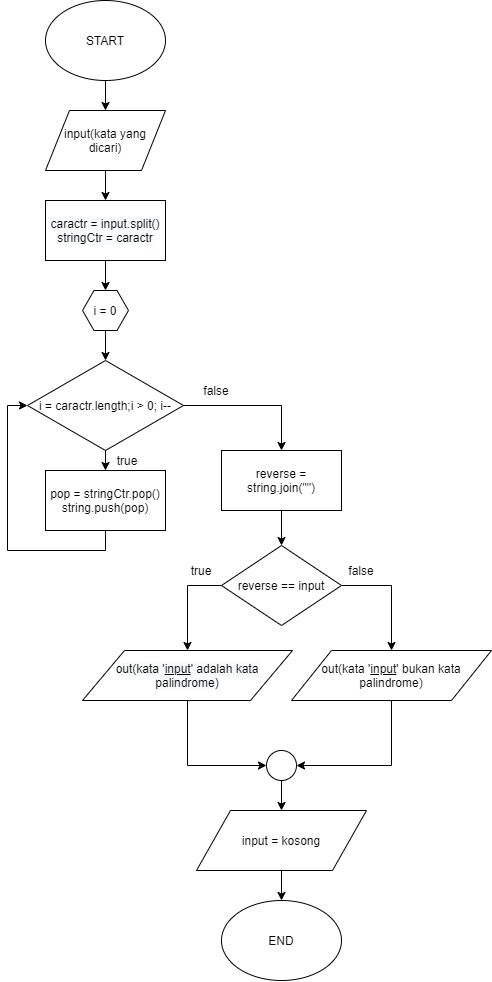 START
input(kata yang
dicari)
caractr = input.split()
stringCtr = caractr
i = 0
i = caractr.length;i > 0; i--
false
true
pop = stringCtr.pop()
string.push(pop)
reverse =
string.join("")
reverse == input
true
false
out(kata 'input' adalah kata
palindrome)
out(kata 'input' bukan kata
palindrome)
input = kosong
END